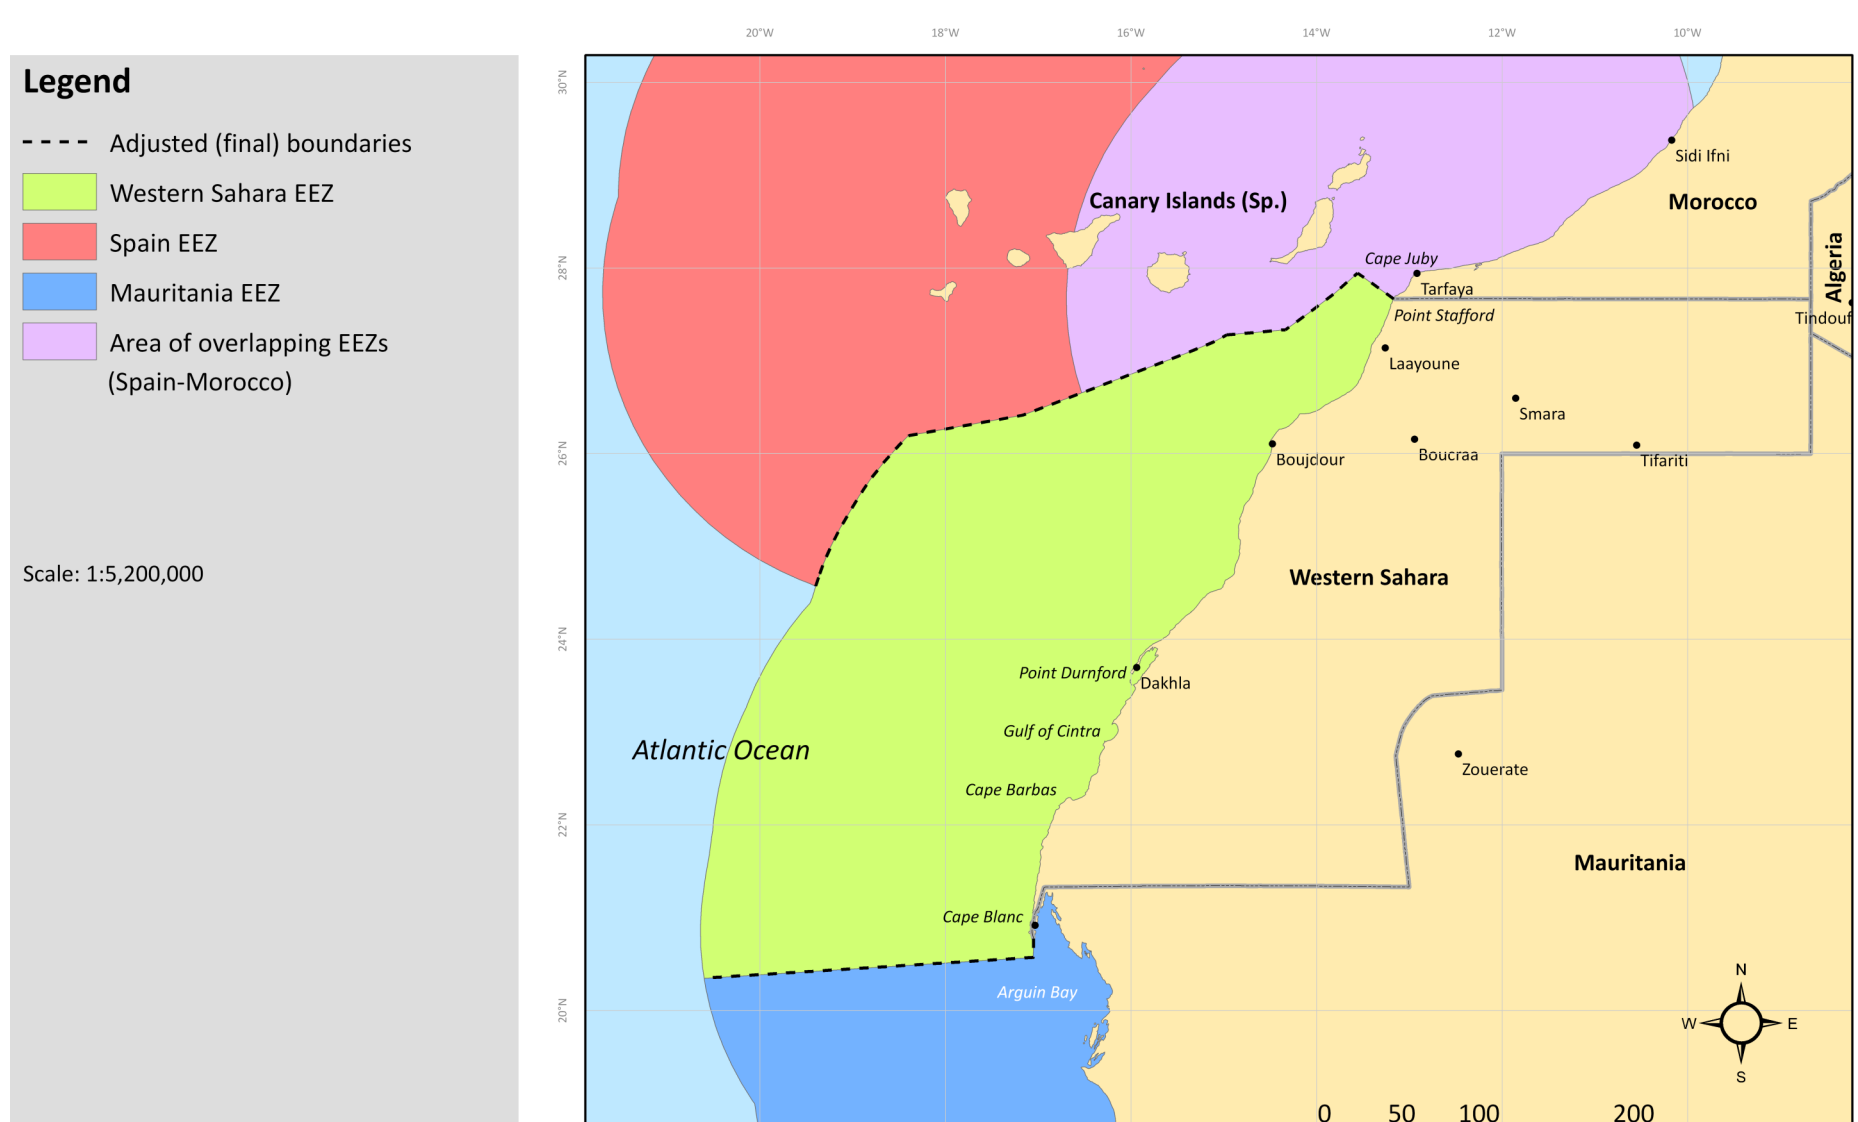 Legend
Adjusted (final) boundaries
Western Sahara EEZ
Spain EEZ
Mauritania EEZ
Area of overlapping EEZs
(Spain-Morocco)
Scale: 1:5,200,000
20°W
18°W
16°W
14°W
12°W
10°W
30°N
28°N
26°N
24°N
22°N
20°N
Sidi Ifni
Canary Islands (Sp.)
Morocco
Algeria
Cape Juby
Tarfaya
Point Stafford
Tindouf
Laayoune
Smara
Boujdour
Boucraa
Tifariti
Western Sahara
Point Durnford
Dakhla
Gulf of Cintra
Atlantic Ocean
Zouerate
Cape Barbas
Mauritania
Cape Blanc
Arguin Bay
N
W
E
S
0 50 100 200